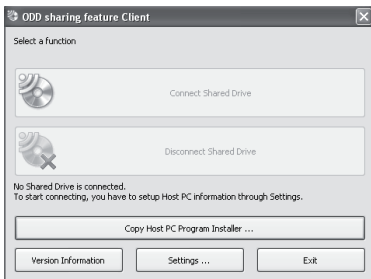 ODD sharing feature Client
Select a function
Connect Shared Drive
Disconnect Shared Drive
No Shared Drive is connected.
To start connecting, you have to setup Host PC information through Settings.
Copy Host PC Program Installer ...
Version Information
Settings ...
Exit